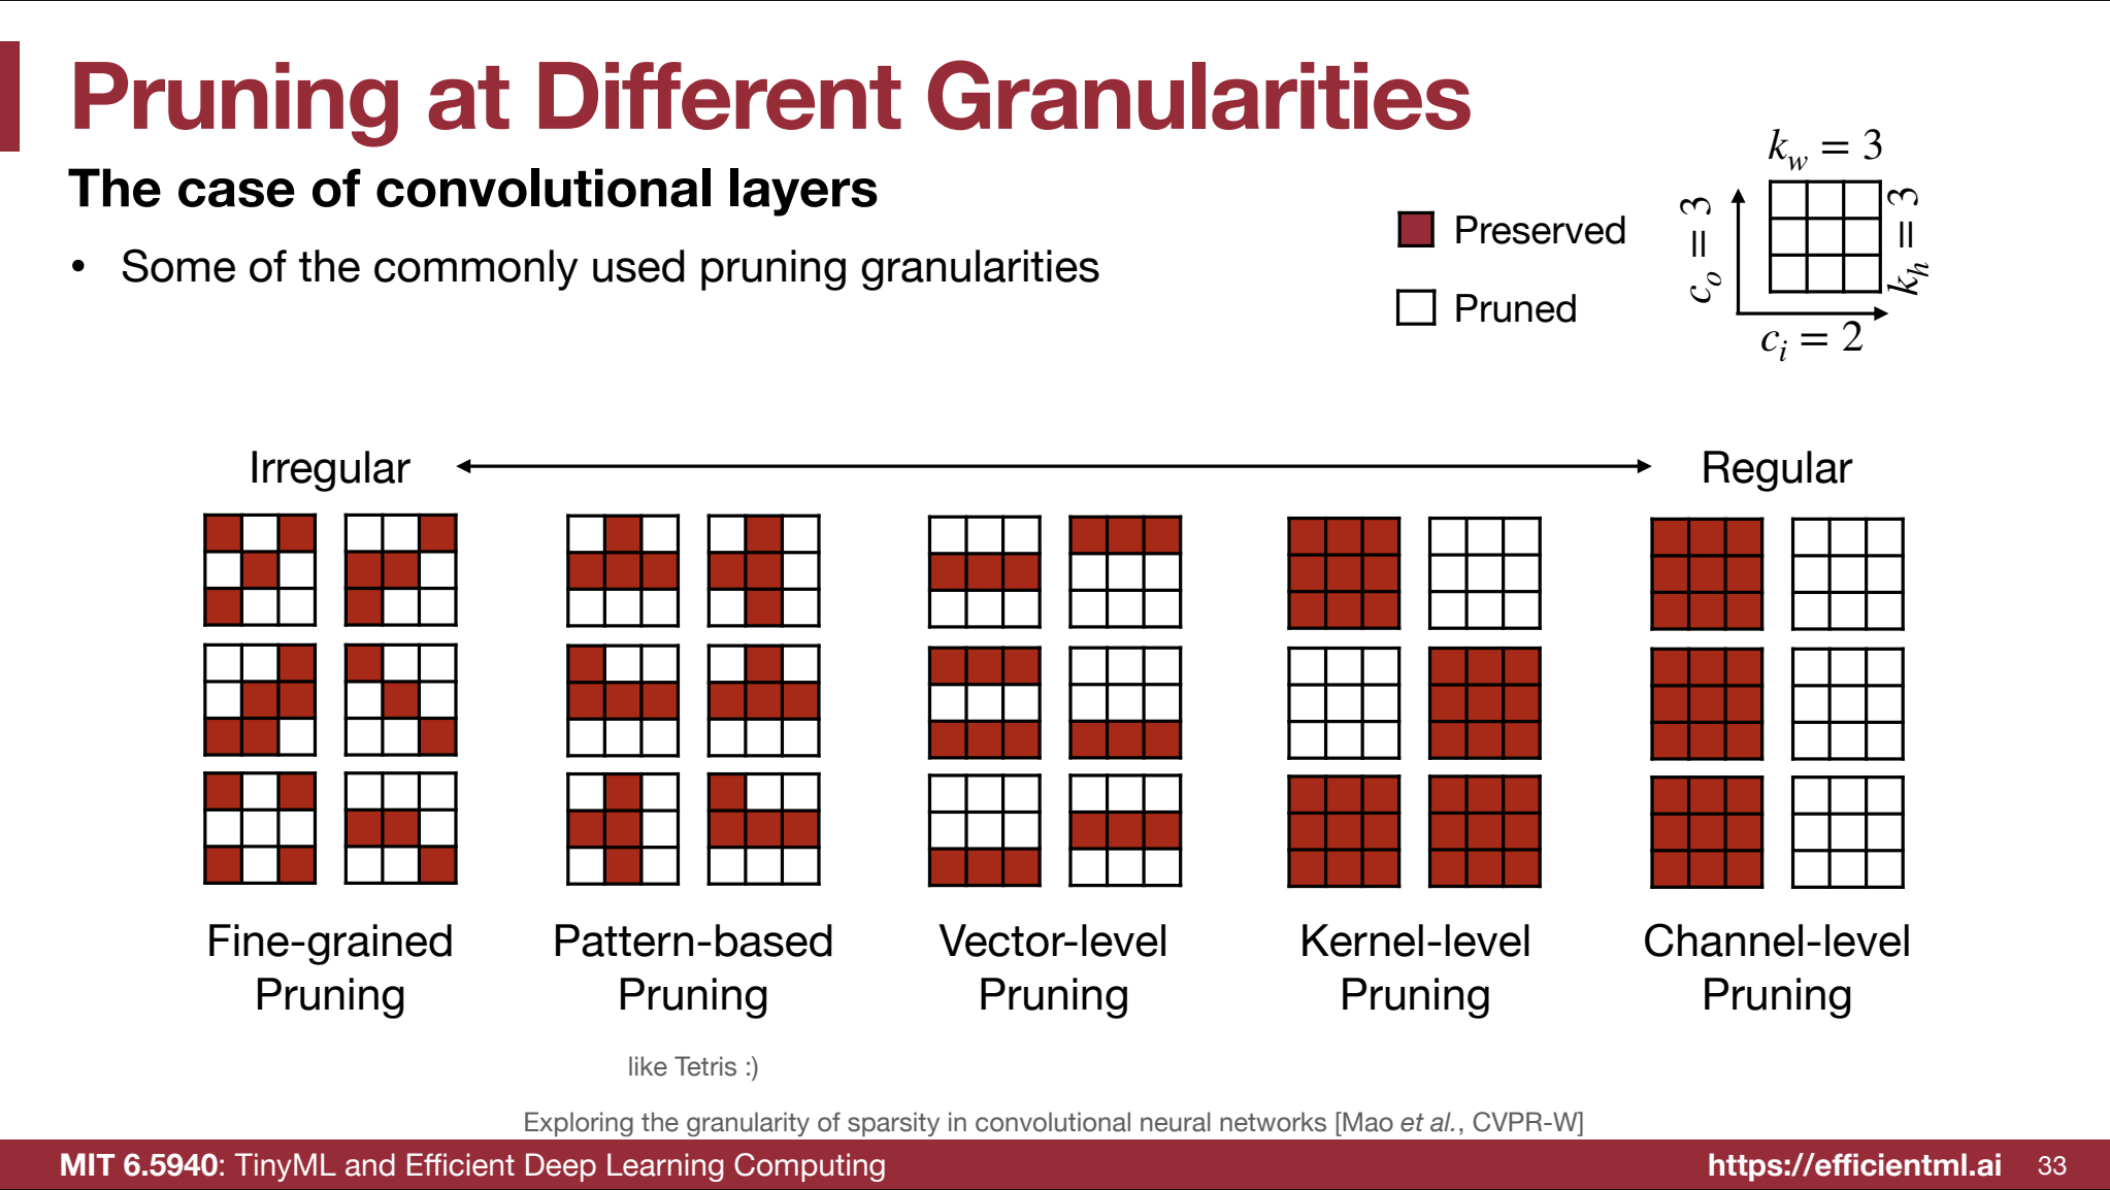 Pruning at Different Granularities
The case of convolutional layers
• Some of the commonly used pruning granularities
Preserved
Pruned
k_w = 3
c_o = 3
k_h = 3
c_i = 2
Irregular
Regular
Fine-grained
Pruning
Pattern-based
Pruning
Vector-level
Pruning
Kernel-level
Pruning
Channel-level
Pruning
like Tetris :)
Exploring the granularity of sparsity in convolutional neural networks [Mao et al., CVPR-W]
MIT 6.5940: TinyML and Efficient Deep Learning Computing
https://efficientml.ai
33